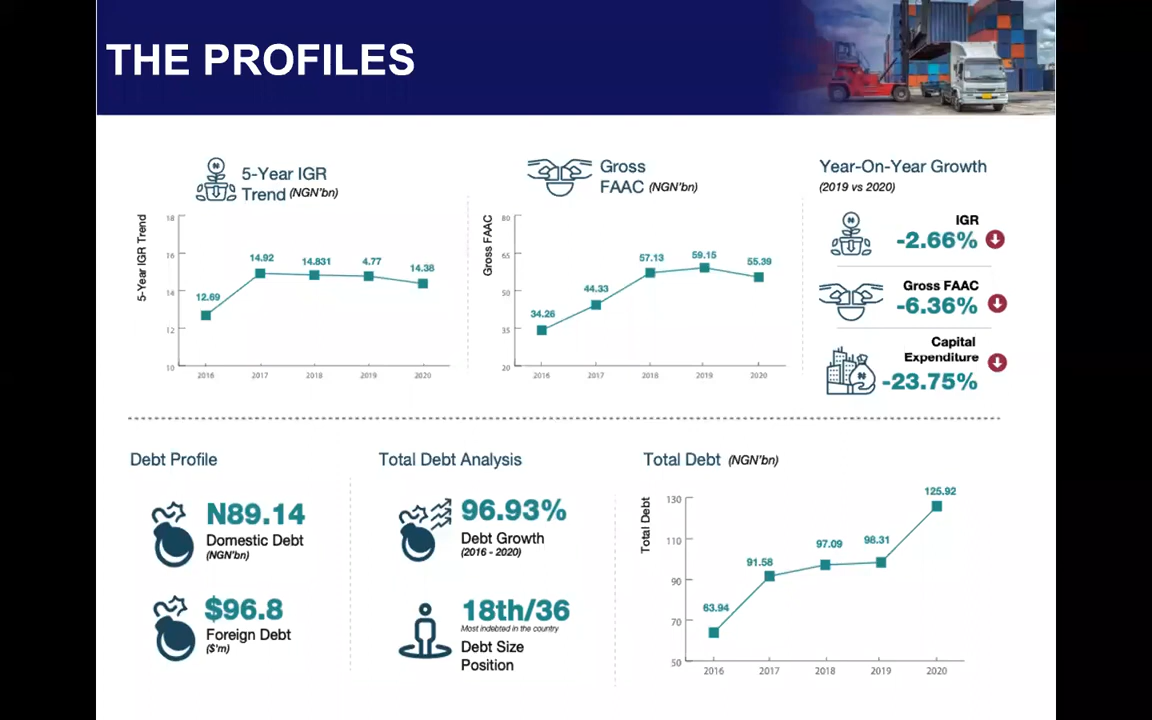 THE PROFILES
5-Year IGR
Trend (NGN'bn)
5-Year IGR Trend
18
16
14
12
10
12.69
14.92
14.831
4.77
14.38
2016
2017
2018
2019
2020
Gross
FAAC (NGN'bn)
Gross FAAC
80
65
50
35
20
34.26
44.33
57.13
59.15
55.39
2016
2017
2018
2019
2020
Year-On-Year Growth
(2019 vs 2020)
IGR
-2.66%
Gross FAAC
-6.36%
Capital
Expenditure
-23.75%
Debt Profile
N89.14
Domestic Debt
(NGN'bn)
$96.8
Foreign Debt
($'m)
Total Debt Analysis
96.93%
Debt Growth
(2016 - 2020)
18th/36
Most indebted in the country
Debt Size
Position
Total Debt (NGN'bn)
Total Debt
130
110
90
70
50
63.94
91.58
97.09
98.31
125.92
2016
2017
2018
2019
2020